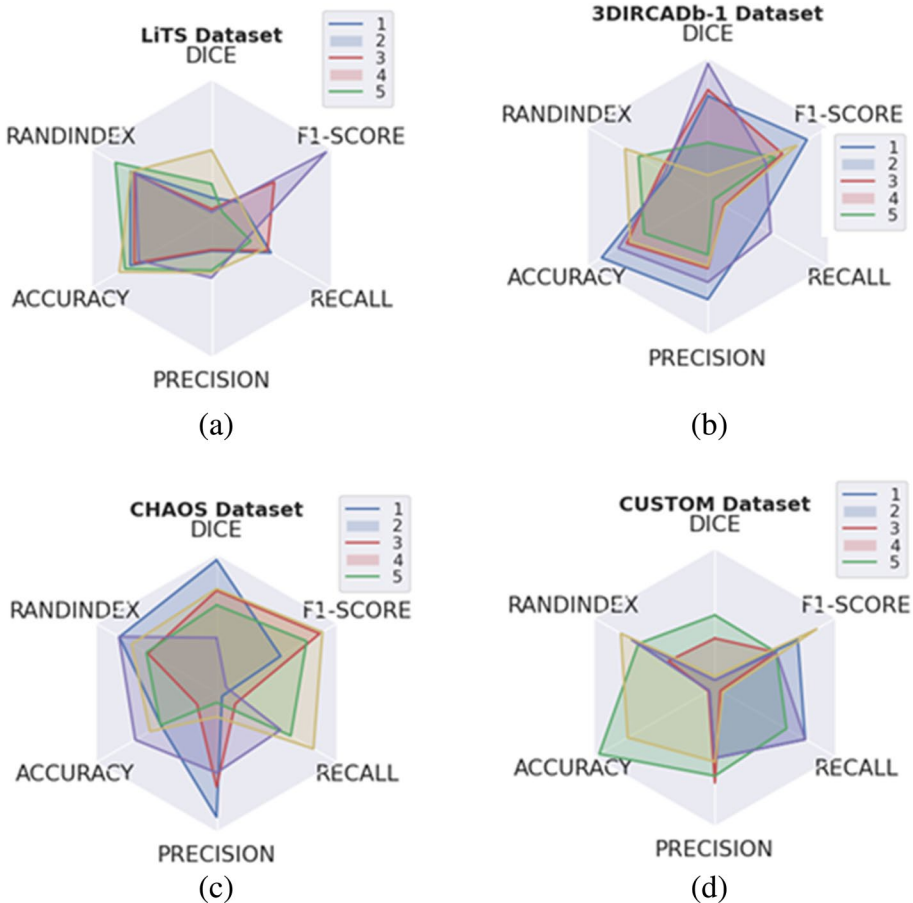 LiTS Dataset
DICE
1
2
3
4
5
RANDINDEX
F1-SCORE
ACCURACY
RECALL
PRECISION
(a)
3DIRCADb-1 Dataset
DICE
RANDINDEX
F1-SCORE
1
2
3
4
5
ACCURACY
RECALL
PRECISION
(b)
CHAOS Dataset
DICE
1
2
3
4
5
RANDINDEX
F1-SCORE
ACCURACY
RECALL
PRECISION
(c)
CUSTOM Dataset
DICE
1
2
3
4
5
RANDINDEX
F1-SCORE
ACCURACY
RECALL
PRECISION
(d)